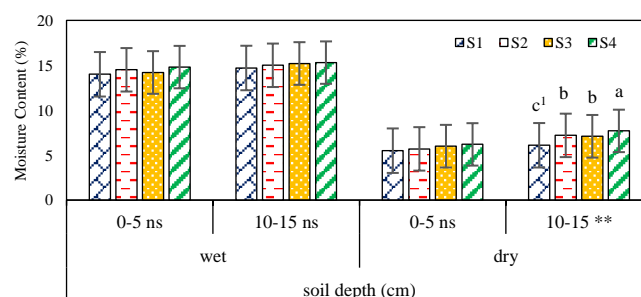 20
15
10
5
0
Moisture Content (%)
S1 S2 S3 S4
c¹ b b a
0-5 ns 10-15 ns 0-5 ns 10-15 **
wet dry
soil depth (cm)